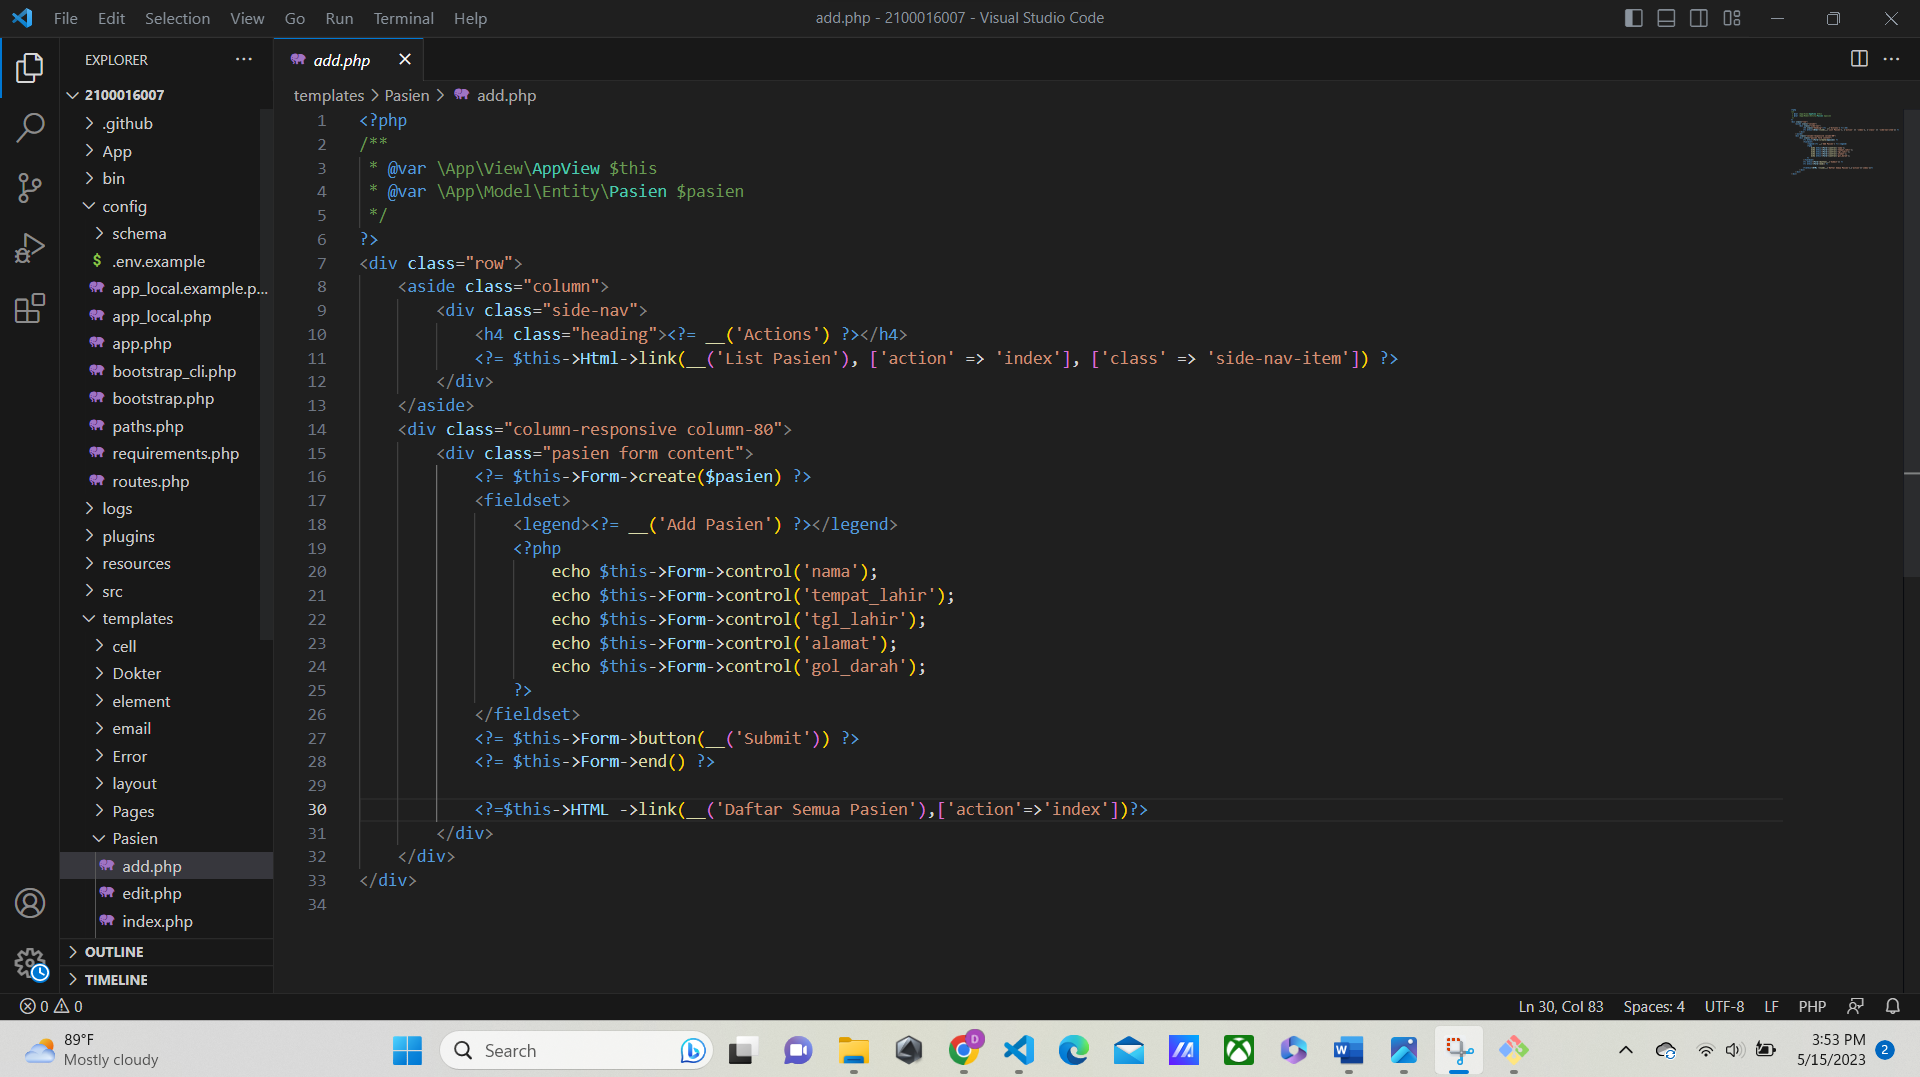 File Edit Selection View Go Run Terminal Help
add.php - 2100016007 - Visual Studio Code
EXPLORER
2100016007
.github
App
bin
config
schema
$ .env.example
app_local.example.p...
app_local.php
app.php
bootstrap_cli.php
bootstrap.php
paths.php
requirements.php
routes.php
logs
plugins
resources
src
templates
cell
Dokter
element
email
Error
layout
Pages
Pasien
add.php
edit.php
index.php
OUTLINE
TIMELINE
add.php
templates > Pasien > add.php
1 <?php
2 /**
3 * @var \App\View\AppView $this
4 * @var \App\Model\Entity\Pasien $pasien
5 */
6 ?>
7 <div class="row">
8 <aside class="column">
9 <div class="side-nav">
10 <h4 class="heading"><?= __('Actions') ?></h4>
11 <?= $this->Html->link(__('List Pasien'), ['action' => 'index'], ['class' => 'side-nav-item']) ?>
12 </div>
13 </aside>
14 <div class="column-responsive column-80">
15 <div class="pasien form content">
16 <?= $this->Form->create($pasien) ?>
17 <fieldset>
18 <legend><?= __('Add Pasien') ?></legend>
19 <?php
20 echo $this->Form->control('nama');
21 echo $this->Form->control('tempat_lahir');
22 echo $this->Form->control('tgl_lahir');
23 echo $this->Form->control('alamat');
24 echo $this->Form->control('gol_darah');
25 ?>
26 </fieldset>
27 <?= $this->Form->button(__('Submit')) ?>
28 <?= $this->Form->end() ?>
29
30 <?=$this->HTML ->link(__('Daftar Semua Pasien'),['action'=>'index'])?>
31 </div>
32 </div>
33 </div>
34
0 0
Ln 30, Col 83 Spaces: 4 UTF-8 LF PHP
89°F
Mostly cloudy
Search
D
3:53 PM
5/15/2023
2